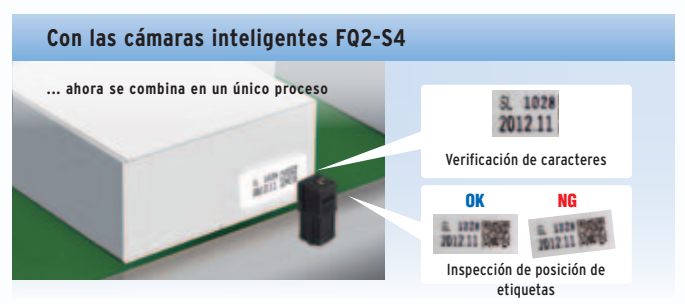 Con las cámaras inteligentes FQ2-S4
... ahora se combina en un único proceso
SL 1028
2012.11
Verificación de caracteres
OK
NG
SL 1028
2012.11
SL 1028
2012.11
Inspección de posición de
etiquetas